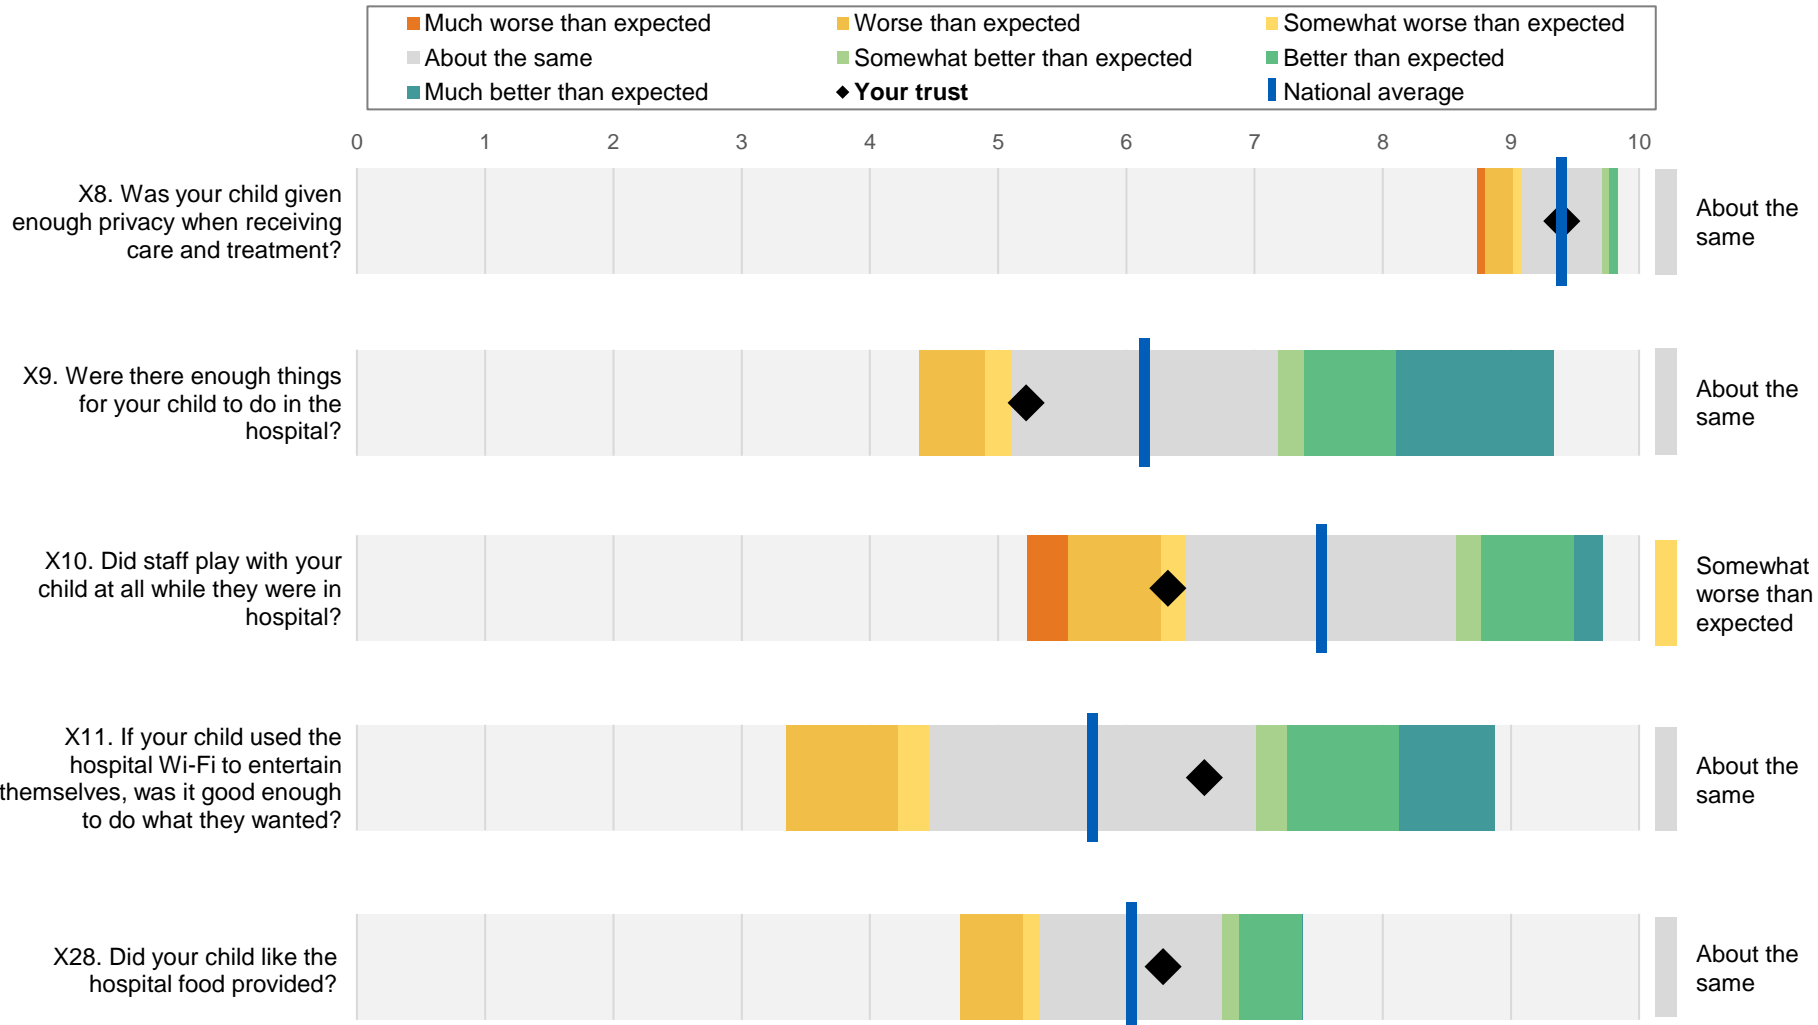 Much worse than expected
Worse than expected
Somewhat worse than expected
About the same
Somewhat better than expected
Better than expected
Much better than expected
Your trust
National average
0 1 2 3 4 5 6 7 8 9 10
X8. Was your child given
enough privacy when receiving
care and treatment?
About the
same
X9. Were there enough things
for your child to do in the
hospital?
About the
same
X10. Did staff play with your
child at all while they were in
hospital?
Somewhat
worse than
expected
X11. If your child used the
hospital Wi-Fi to entertain
themselves, was it good enough
to do what they wanted?
About the
same
X28. Did your child like the
hospital food provided?
About the
same